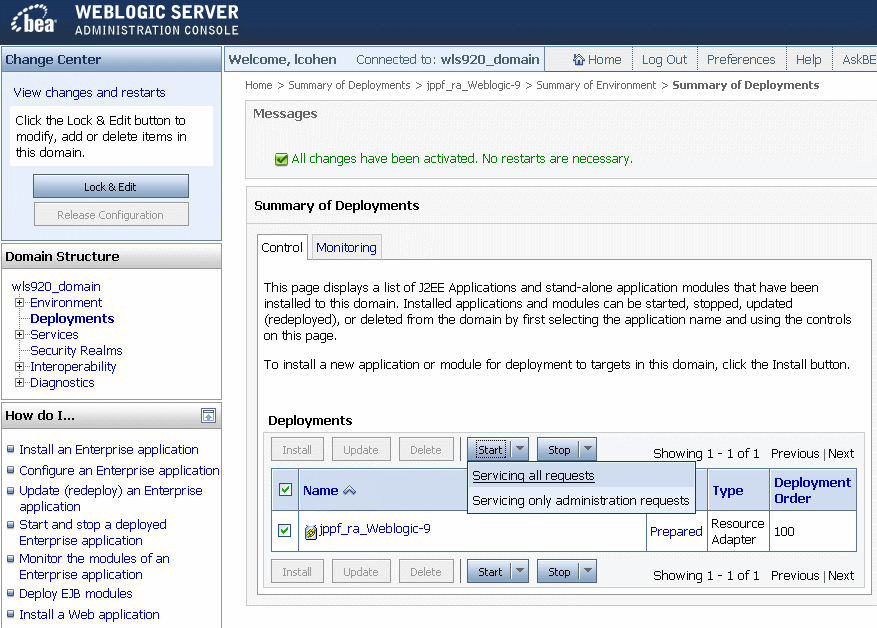 bea
WEBLOGIC SERVER
ADMINISTRATION CONSOLE
Change Center
View changes and restarts
Click the Lock & Edit button to
modify, add or delete items in
this domain.
Lock & Edit
Release Configuration
Domain Structure
wls920_domain
Environment
Deployments
Services
Security Realms
Interoperability
Diagnostics
How do I...
Install an Enterprise application
Configure an Enterprise application
Update (redeploy) an Enterprise
application
Start and stop a deployed
Enterprise application
Monitor the modules of an
Enterprise application
Deploy EJB modules
Install a Web application
Welcome, lcohen Connected to: wls920_domain Home Log Out Preferences Help AskBE
Home > Summary of Deployments > jppf_ra_Weblogic-9 > Summary of Environment > Summary of Deployments
Messages
All changes have been activated. No restarts are necessary.
Summary of Deployments
Control Monitoring
This page displays a list of J2EE Applications and stand-alone application modules that have been
installed to this domain. Installed applications and modules can be started, stopped, updated
(redeployed), or deleted from the domain by first selecting the application name and using the controls
on this page.
To install a new application or module for deployment to targets in this domain, click the Install button.
Deployments
Install Update Delete Start Stop Showing 1 - 1 of 1 Previous | Next
Servicing all requests
Servicing only administration requests
Name Type Deployment
Order
jppf_ra_Weblogic-9 Prepared Resource
Adapter 100
Install Update Delete Start Stop Showing 1 - 1 of 1 Previous | Next